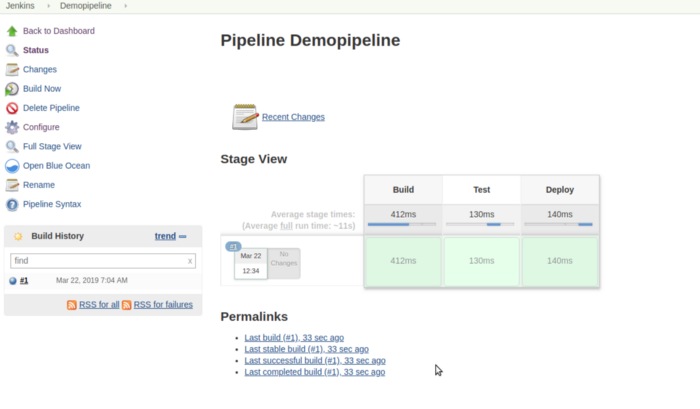 Jenkins › Demopipeline ›
Back to Dashboard
Status
Changes
Build Now
Delete Pipeline
Configure
Full Stage View
Open Blue Ocean
Rename
Pipeline Syntax
Build History trend
find x
#1 Mar 22, 2019 7:04 AM
RSS for all RSS for failures
Pipeline Demopipeline
Recent Changes
Stage View
Build Test Deploy
Average stage times: 412ms 130ms 140ms
(Average full run time: ~11s)
#1
Mar 22
12:34
No
Changes
412ms 130ms 140ms
Permalinks
Last build (#1), 33 sec ago
Last stable build (#1), 33 sec ago
Last successful build (#1), 33 sec ago
Last completed build (#1), 33 sec ago